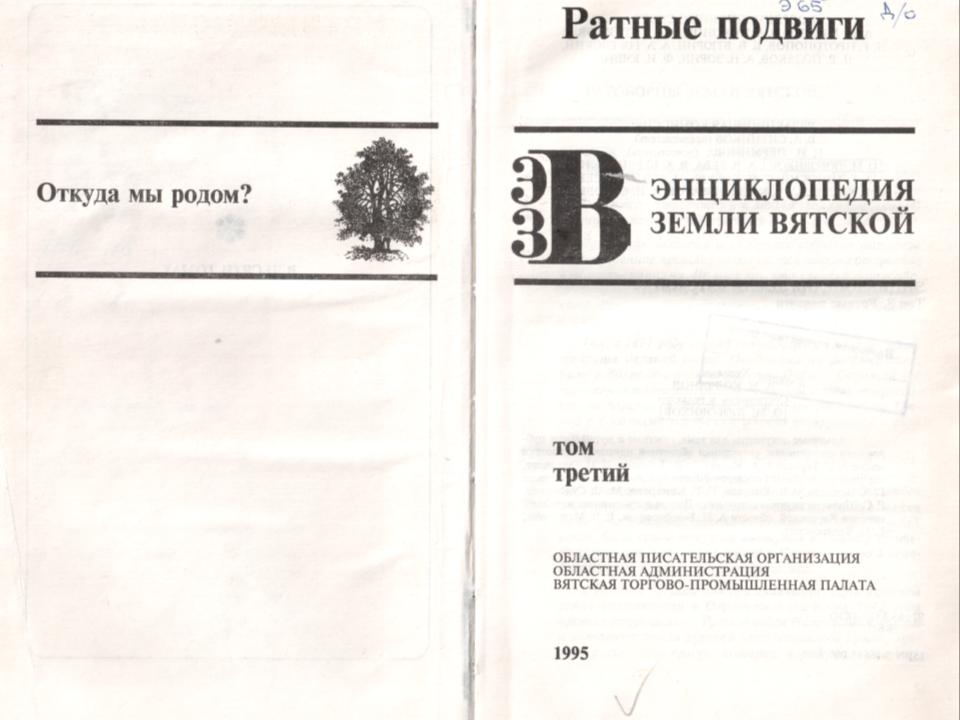 Откуда мы родом?
Э65
Д/о
Ратные подвиги
ЭЗВ
ЭНЦИКЛОПЕДИЯ
ЗЕМЛИ ВЯТСКОЙ
том
третий
ОБЛАСТНАЯ ПИСАТЕЛЬСКАЯ ОРГАНИЗАЦИЯ
ОБЛАСТНАЯ АДМИНИСТРАЦИЯ
ВЯТСКАЯ ТОРГОВО-ПРОМЫШЛЕННАЯ ПАЛАТА
1995